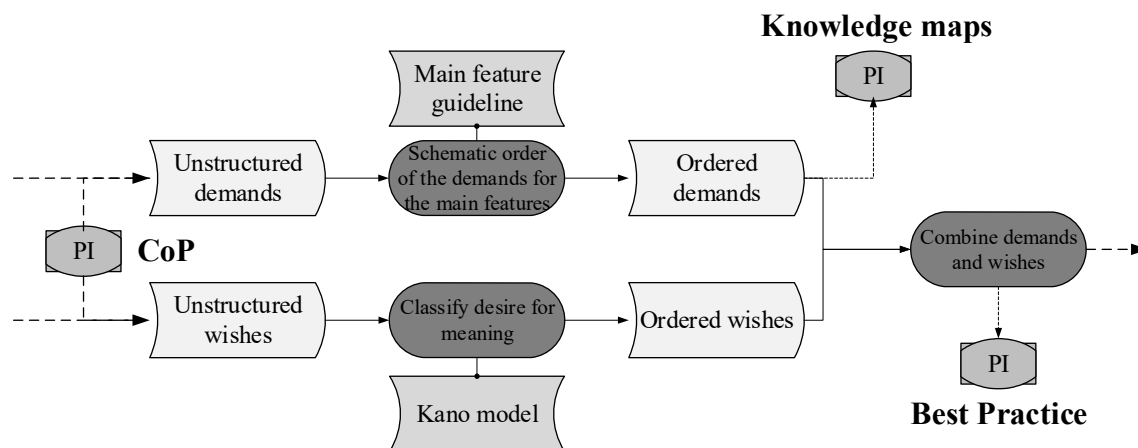 Knowledge maps
PI
Main feature
guideline
Unstructured
demands
Schematic order
of the demands for
the main features
Ordered
demands
PI
CoP
Combine demands
and wishes
Unstructured
wishes
Classify desire for
meaning
Ordered wishes
PI
Kano model
Best Practice